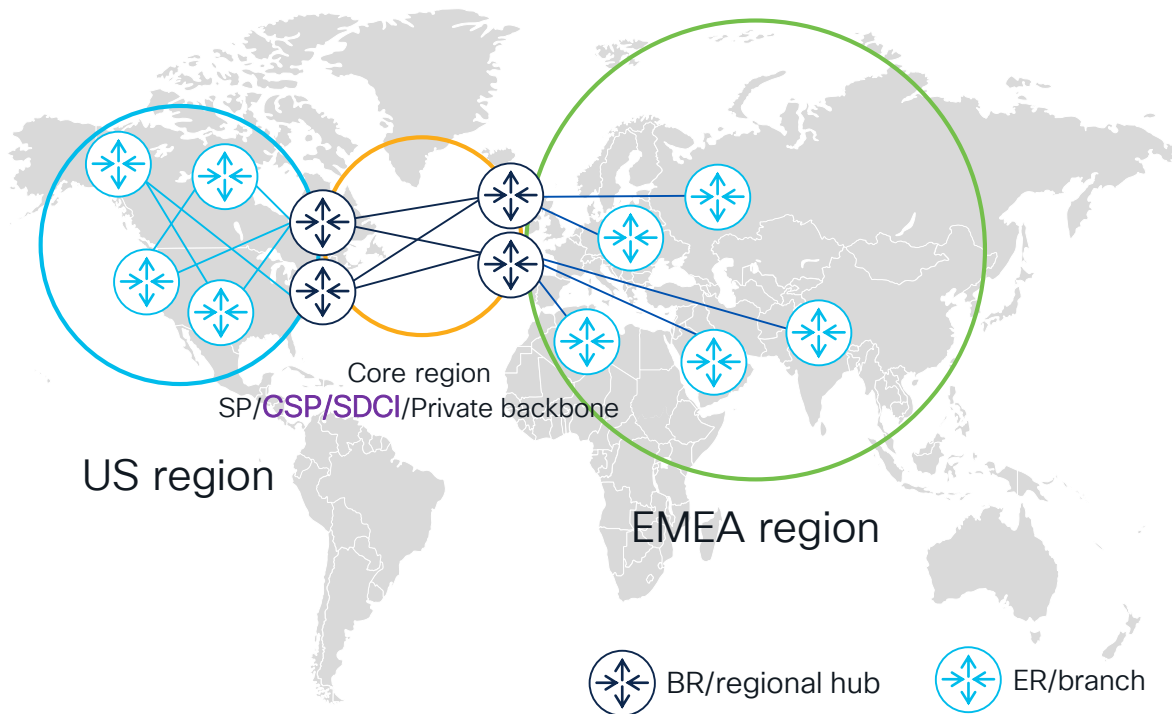 Core region
SP/CSP/SDCI/Private backbone
US region
EMEA region
BR/regional hub
ER/branch